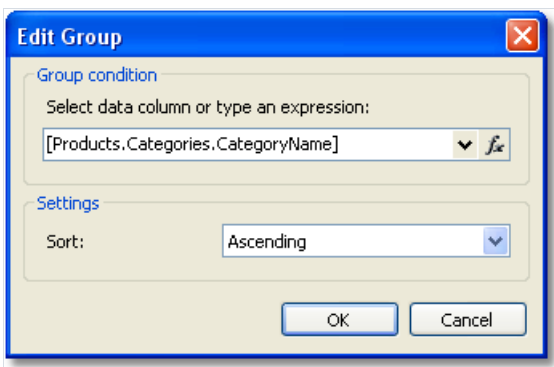 Edit Group
Group condition
Select data column or type an expression:
[Products.Categories.CategoryName]
fx
Settings
Sort: Ascending
OK Cancel